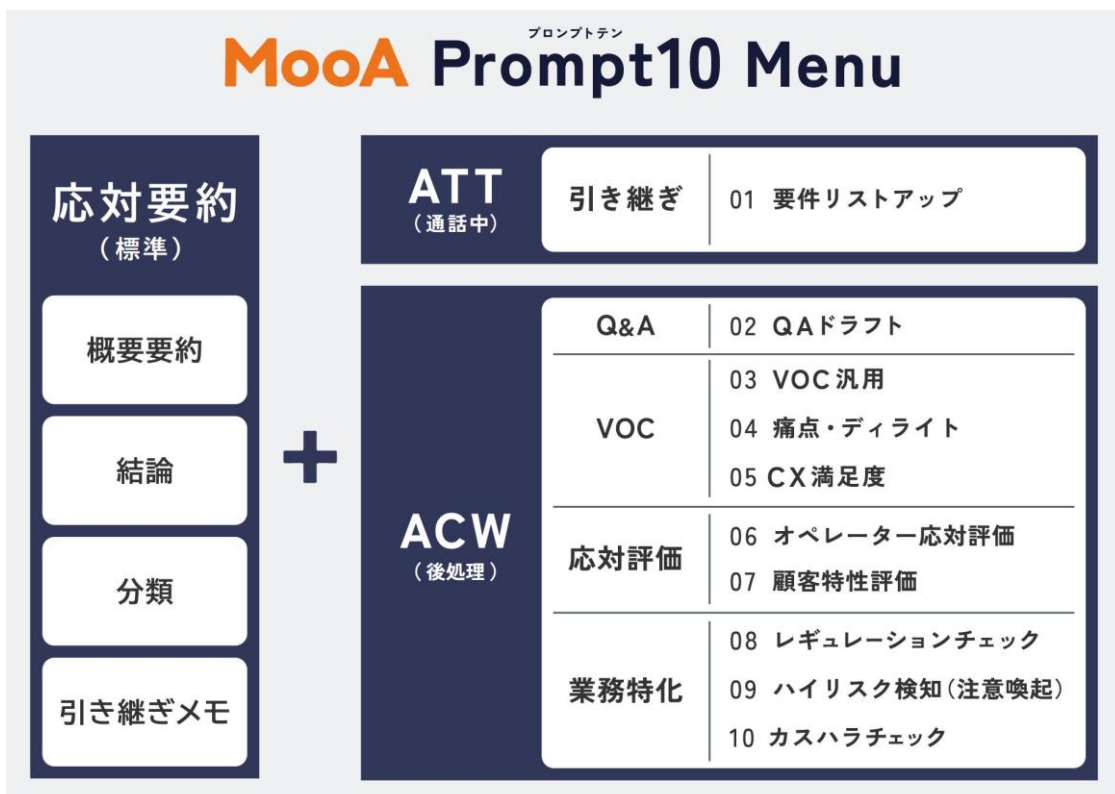 プロンプトテン
MooA Prompt10 Menu
応対要約
(標準)
概要要約
結論
分類
引き継ぎメモ
+
ATT
(通話中)
引き継ぎ
01 要件リストアップ
ACW
(後処理)
Q&A
02 QAドラフト
VOC
03 VOC汎用
04 痛点・ディライト
05 CX満足度
応対評価
06 オペレーター応対評価
07 顧客特性評価
業務特化
08 レギュレーションチェック
09 ハイリスク検知(注意喚起)
10 カスハラチェック